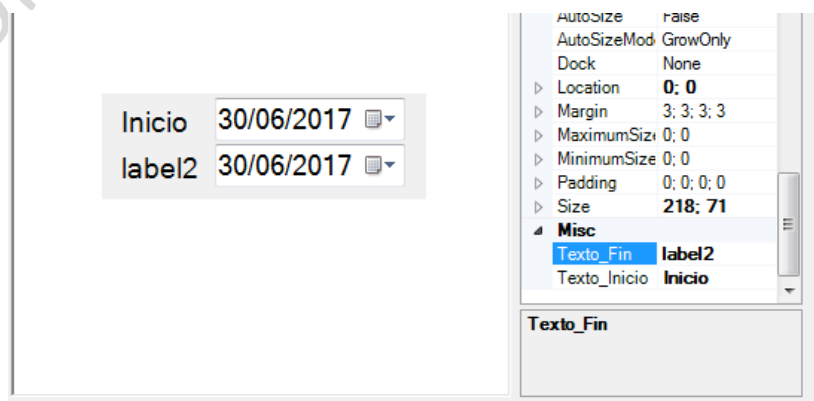 Inicio 30/06/2017
label2 30/06/2017
AutoSize False
AutoSizeMod GrowOnly
Dock None
Location 0; 0
Margin 3; 3; 3; 3
MaximumSize 0; 0
MinimumSize 0; 0
Padding 0; 0; 0; 0
Size 218; 71
Misc
Texto_Fin label2
Texto_Inicio Inicio
Texto_Fin